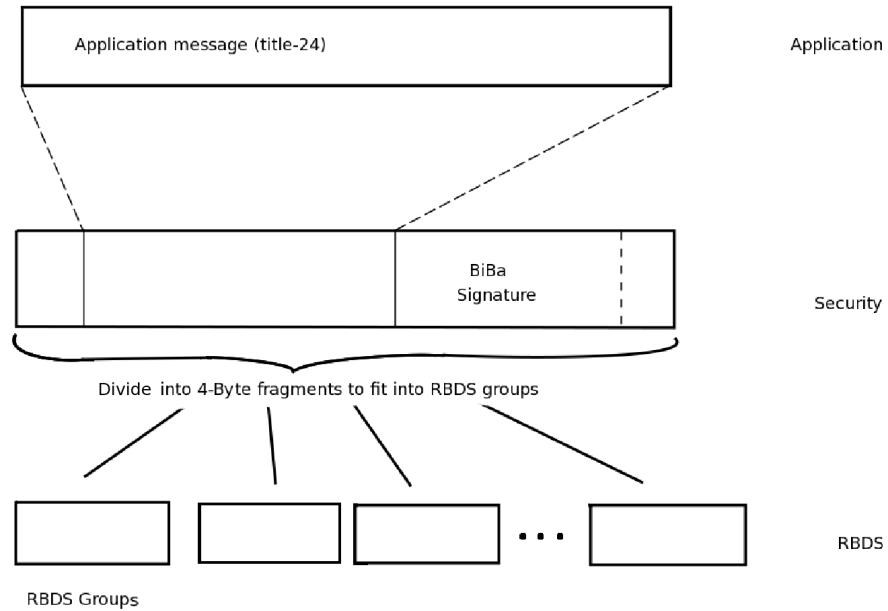 Application message (title-24)
Application
BiBa
Signature
Security
Divide into 4-Byte fragments to fit into RBDS groups
RBDS
RBDS Groups